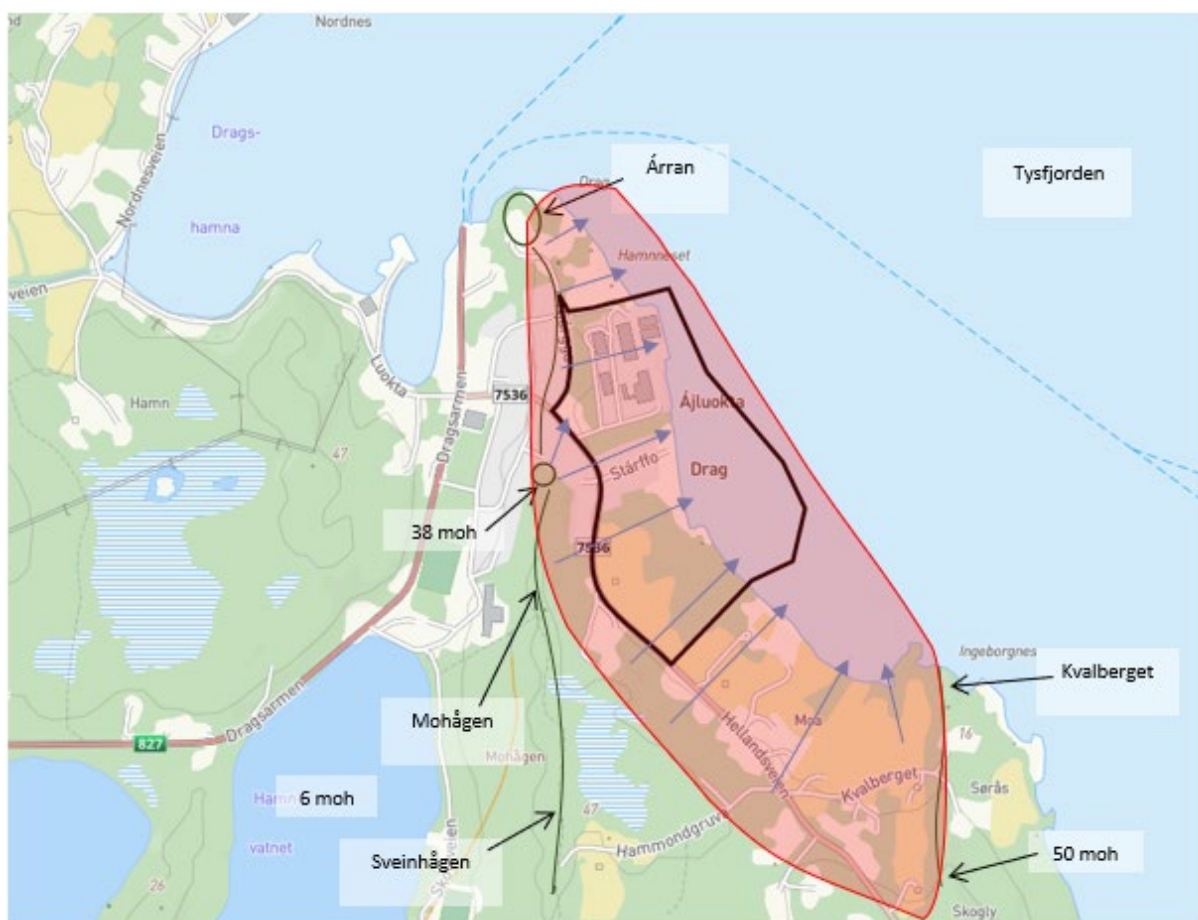 Nordnes
Nordnesveien
Drags-
hamna
Árran
Tysfjorden
Drag
Hamnneset
Luokta
7536
Hamn
47
Dragsarmen
Ájluokta
Drag
Stárffo
38 moh
7536
Ingeborgnes
Kvalberget
Mohågen
Moa
Hellandsveien
16
827
Dragsarmen
Mohågen
6 moh
vatnet
Kvalberget
Sørås
47
Hammondgruva
Sveinhågen
50 moh
26
Skogly